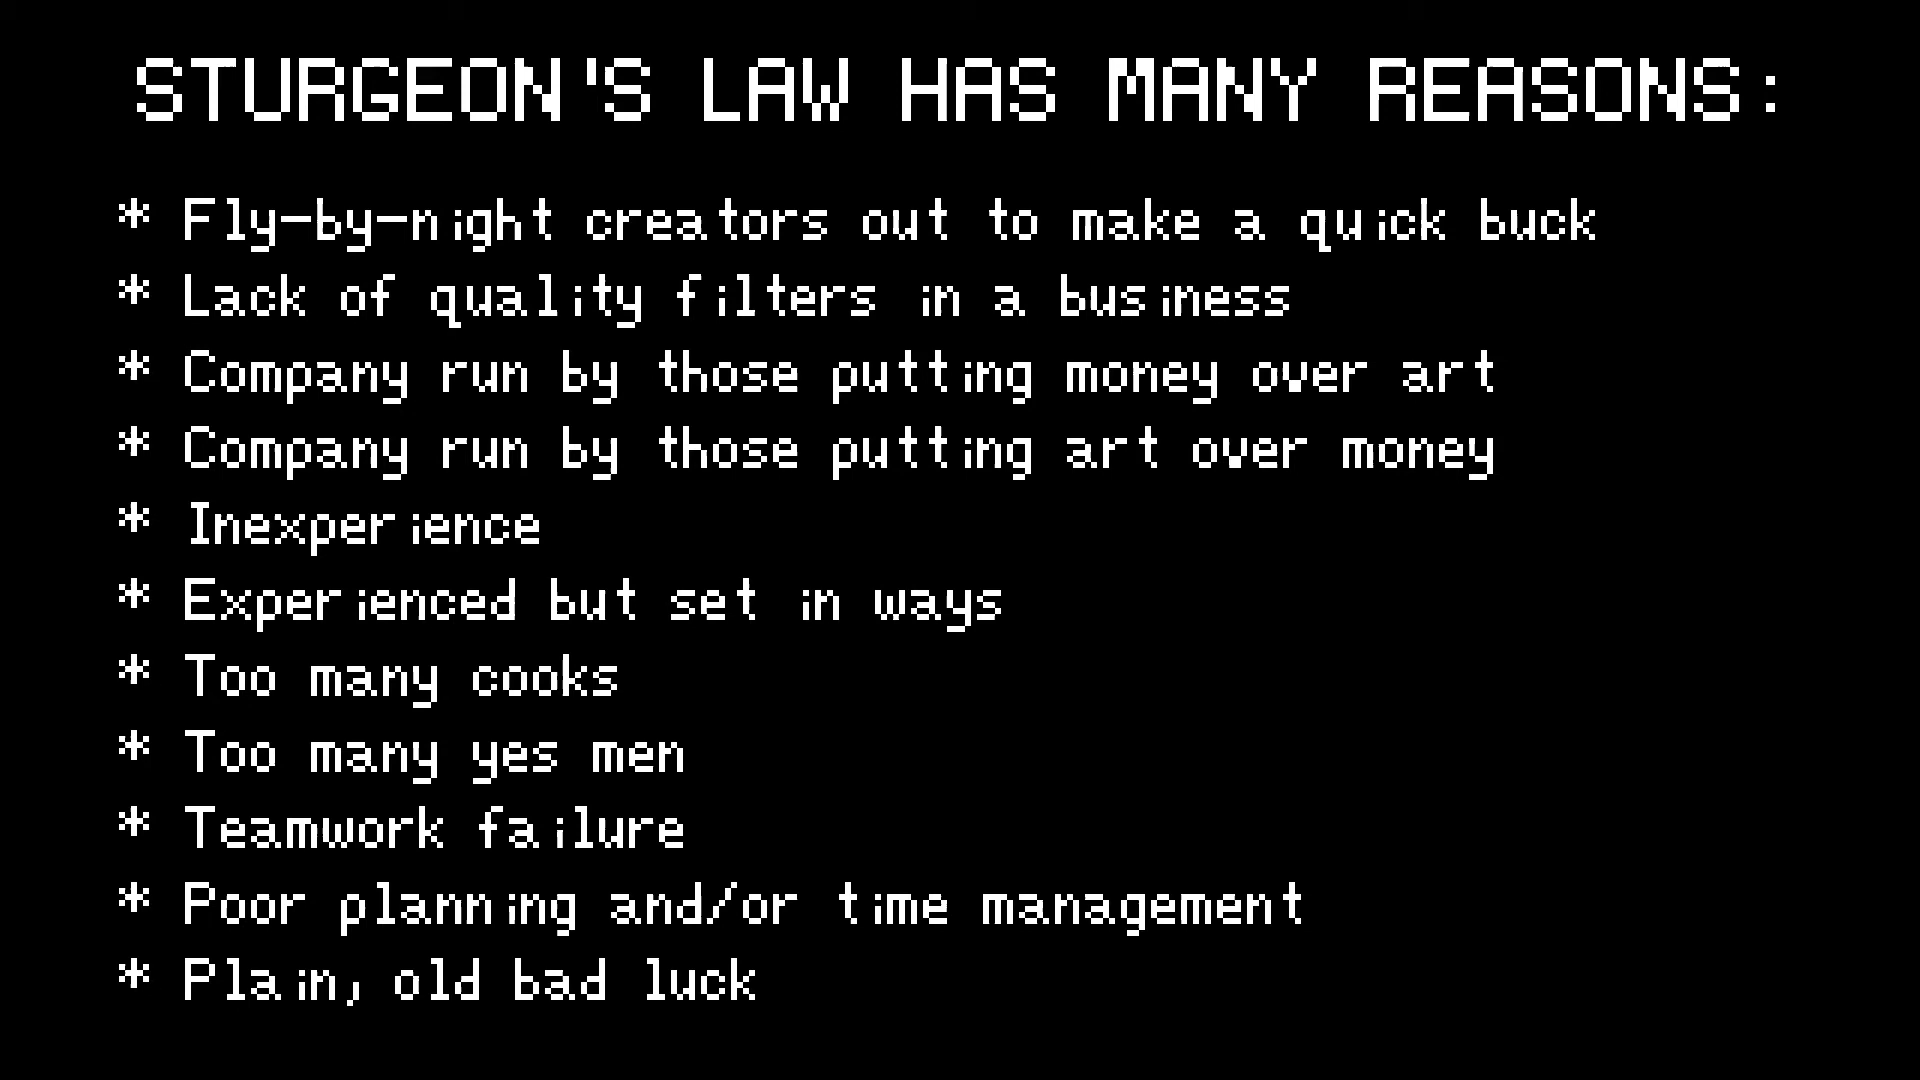 STURGEON'S LAW HAS MANY REASONS:
* Fly-by-night creators out to make a quick buck
* Lack of quality filters in a business
* Company run by those putting money over art
* Company run by those putting art over money
* Inexperience
* Experienced but set in ways
* Too many cooks
* Too many yes men
* Teamwork failure
* Poor planning and/or time management
* Plain, old bad luck